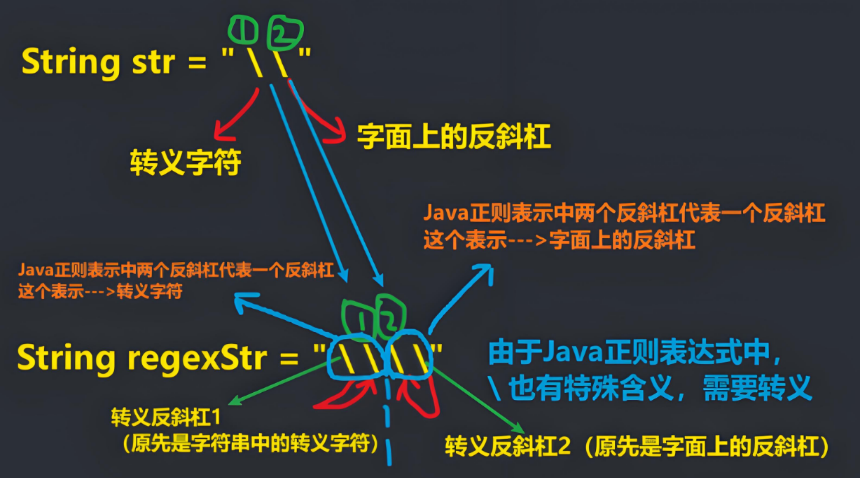 ① ②
String str = "\\"
转义字符
字面上的反斜杠
Java正则表示中两个反斜杠代表一个反斜杠
这个表示--->字面上的反斜杠
Java正则表示中两个反斜杠代表一个反斜杠
这个表示--->转义字符
1 2
String regexStr = "\\\\"
由于Java正则表达式中，
\ 也有特殊含义，需要转义
转义反斜杠1
（原先是字符串中的转义字符）
转义反斜杠2（原先是字面上的反斜杠）